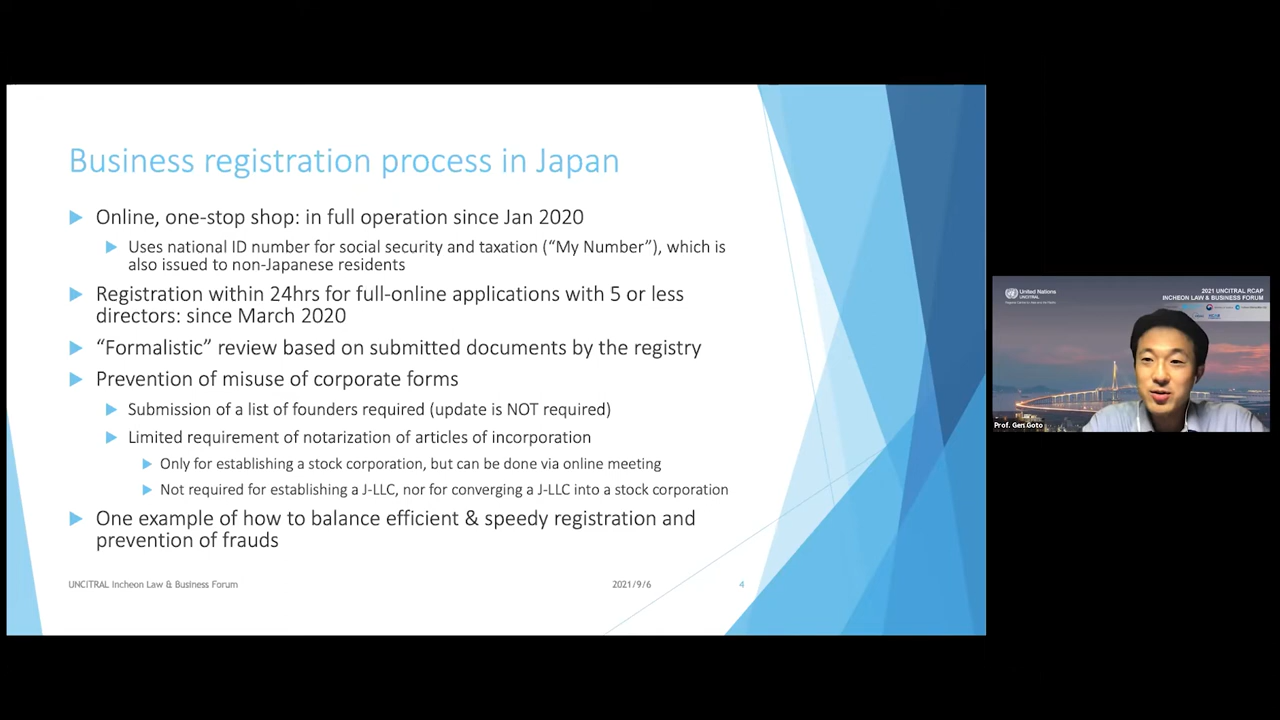 Business registration process in Japan
Online, one-stop shop: in full operation since Jan 2020
Uses national ID number for social security and taxation (“My Number”), which is
also issued to non-Japanese residents
Registration within 24hrs for full-online applications with 5 or less
directors: since March 2020
“Formalistic” review based on submitted documents by the registry
Prevention of misuse of corporate forms
Submission of a list of founders required (update is NOT required)
Limited requirement of notarization of articles of incorporation
Only for establishing a stock corporation, but can be done via online meeting
Not required for establishing a J-LLC, nor for converging a J-LLC into a stock corporation
One example of how to balance efficient & speedy registration and
prevention of frauds
UNCITRAL Incheon Law & Business Forum
2021/9/6
4
United Nations
UNCITRAL
2021 UNCITRAL RCAP
INCHEON LAW & BUSINESS FORUM
Prof. Gen Goto